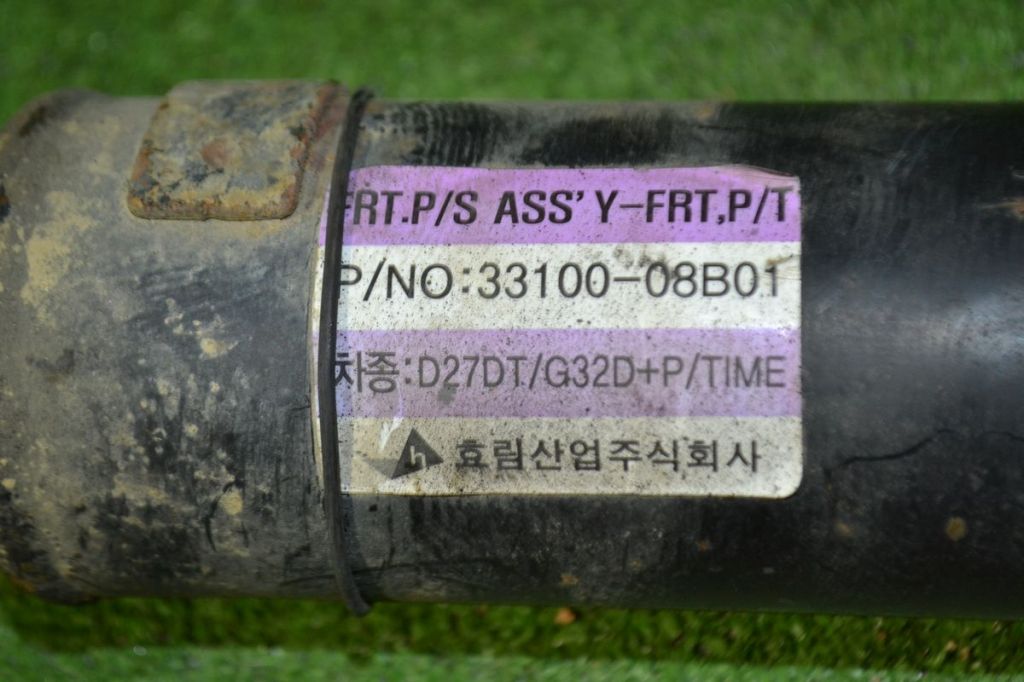 FRT.P/S ASS'Y-FRT,P/T
P/NO:33100-08B01
차종:D27DT/G32D+P/TIME
h 효림산업주식회사